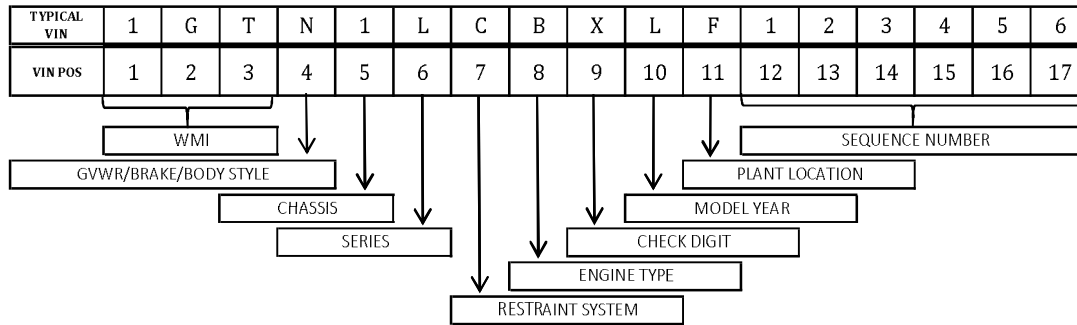 TYPICAL VIN 1 G T N 1 L C B X L F 1 2 3 4 5 6
VIN POS 1 2 3 4 5 6 7 8 9 10 11 12 13 14 15 16 17
WMI SEQUENCE NUMBER
GVWR/BRAKE/BODY STYLE PLANT LOCATION
CHASSIS MODEL YEAR
SERIES CHECK DIGIT
ENGINE TYPE
RESTRAINT SYSTEM